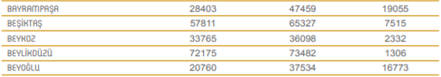 BAYRAMPAŞA 28403 47459 19055
BEŞİKTAŞ 57811 65327 7515
BEYKOZ 33765 36098 2332
BEYLİKDÜZÜ 72175 73482 1306
BEYOĞLU 20760 37534 16773